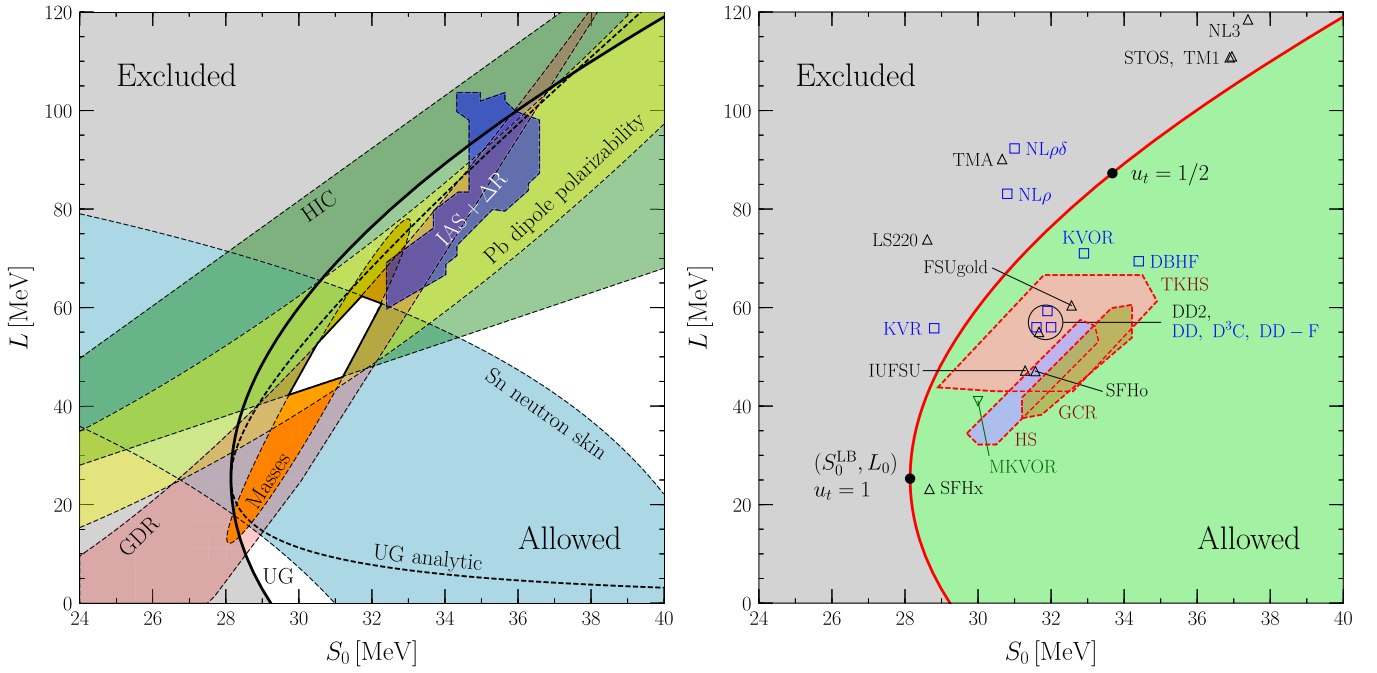 120
100
80
60
40
20
0
24
26
28
30
32
34
36
38
40
L [MeV]
S₀ [MeV]
Excluded
HIC
Pb dipole polarizability
IAS + ΔR
Sn neutron skin
Masses
GDR
Allowed
UG analytic
UG
120
100
80
60
40
20
0
24
26
28
30
32
34
36
38
40
L [MeV]
S₀ [MeV]
NL3
STOS, TM1
Excluded
TMA
NLρδ
uₜ = 1/2
NLρ
LS220
KVOR
FSUgold
DBHF
TKHS
DD2,
KVR
DD, D³C, DD − F
IUFSU
SFHo
GCR
HS
MKVOR
(S₀ᴸᴮ, L₀)
uₜ = 1
SFHx
Allowed